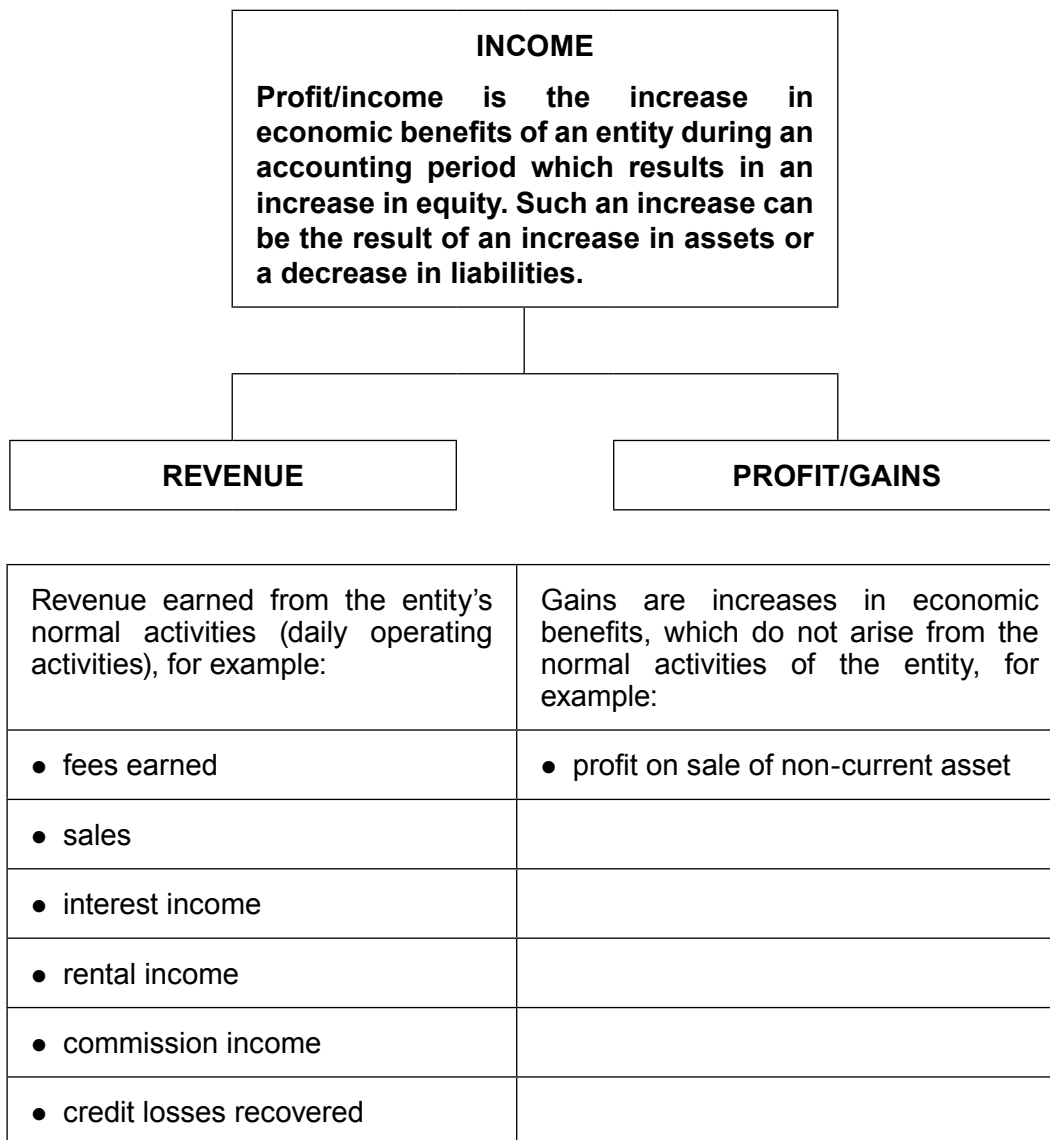 INCOME
Profit/income is the increase in
economic benefits of an entity during an
accounting period which results in an
increase in equity. Such an increase can
be the result of an increase in assets or
a decrease in liabilities.
REVENUE
PROFIT/GAINS
Revenue earned from the entity’s
normal activities (daily operating
activities), for example:
Gains are increases in economic
benefits, which do not arise from the
normal activities of the entity, for
example:
● fees earned
● profit on sale of non-current asset
● sales
● interest income
● rental income
● commission income
● credit losses recovered